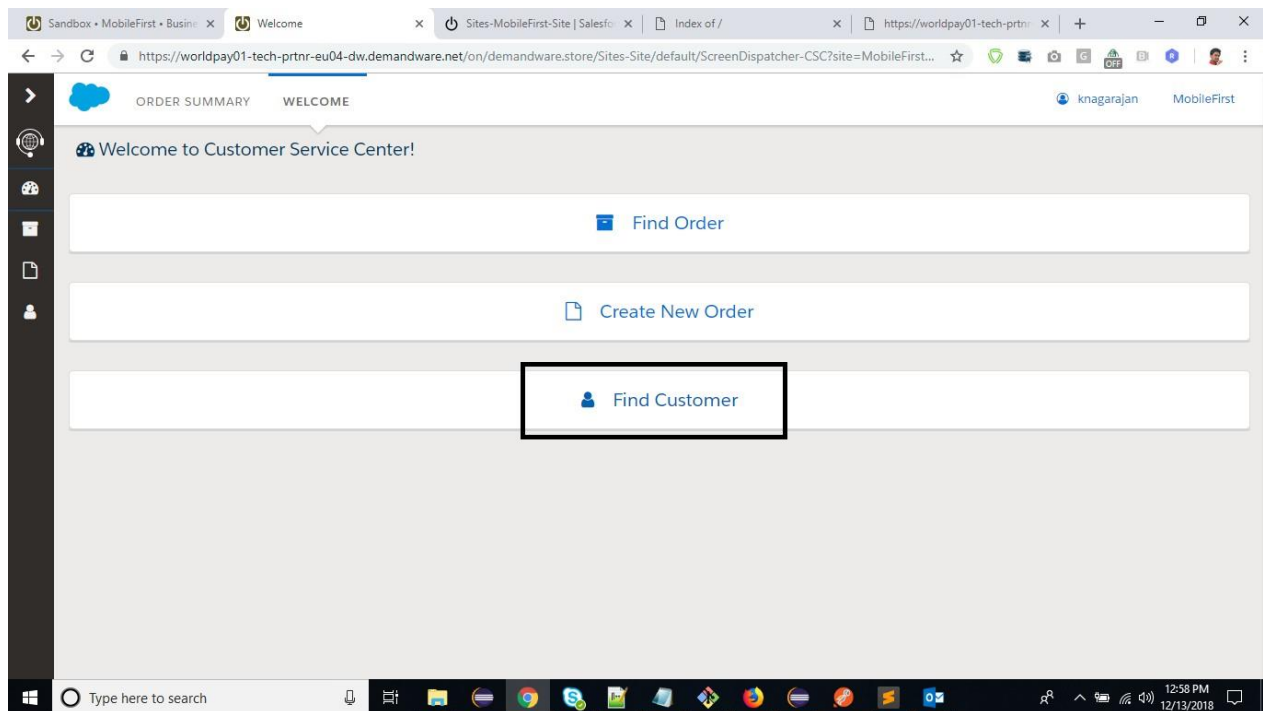 Sandbox • MobileFirst • Busine
Welcome
Sites-MobileFirst-Site | Salesfo
Index of /
https://worldpay01-tech-prtnr
https://worldpay01-tech-prtnr-eu04-dw.demandware.net/on/demandware.store/Sites-Site/default/ScreenDispatcher-CSC?site=MobileFirst...
OFF
ORDER SUMMARY
WELCOME
knagarajan
MobileFirst
Welcome to Customer Service Center!
Find Order
Create New Order
Find Customer
Type here to search
12:58 PM
12/13/2018